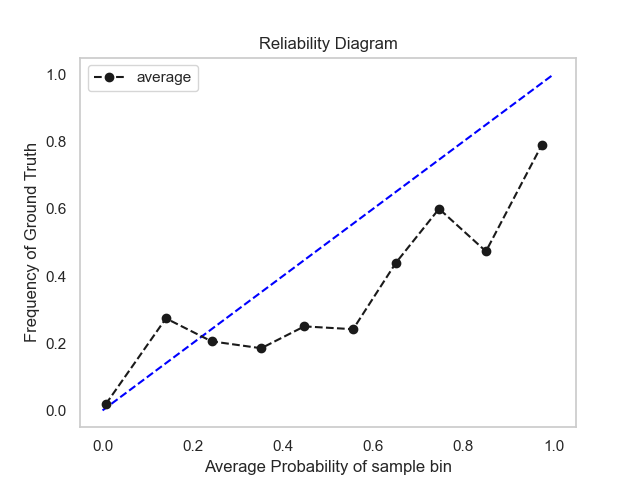 Reliability Diagram
average
Frequency of Ground Truth
1.0
0.8
0.6
0.4
0.2
0.0
0.0 0.2 0.4 0.6 0.8 1.0
Average Probability of sample bin